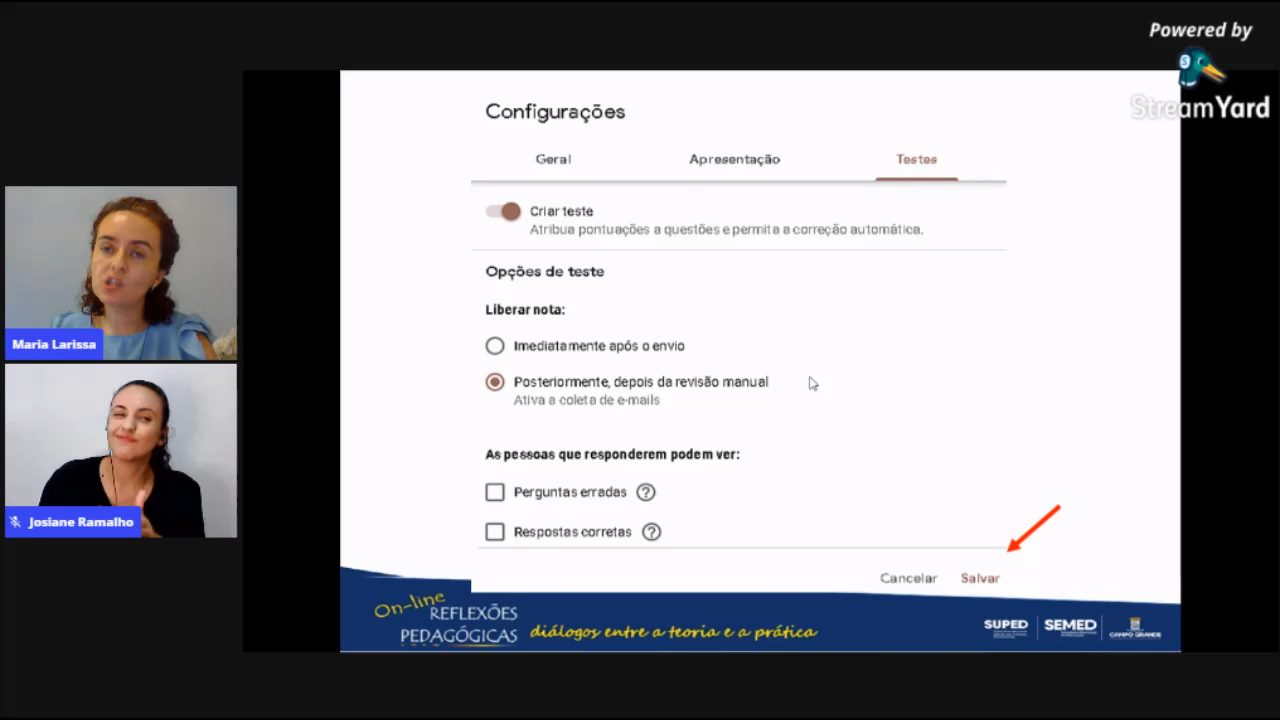 Powered by
StreamYard
Configurações
Geral
Apresentação
Testes
Criar teste
Atribua pontuações a questões e permita a correção automática.
Opções de teste
Liberar nota:
Imediatamente após o envio
Posteriormente, depois da revisão manual
Ativa a coleta de e-mails
As pessoas que responderem podem ver:
Perguntas erradas
Respostas corretas
Cancelar
Salvar
Maria Larissa
Josiane Ramalho
On-line
REFLEXÕES
PEDAGÓGICAS
diálogos entre a teoria e a prática
SUPED
SEMED
CAMPO GRANDE